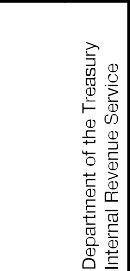 Department of the Treasury
Internal Revenue Service